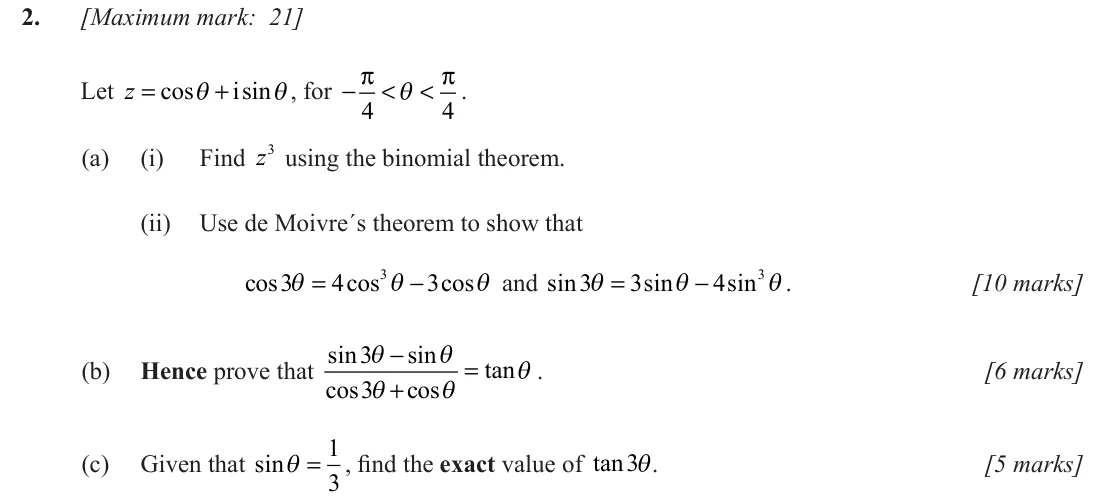 2. [Maximum mark: 21]
Let z = cosθ + i sinθ, for −π/4 < θ < π/4.
(a) (i) Find z³ using the binomial theorem.
(ii) Use de Moivre´s theorem to show that
cos 3θ = 4cos³θ − 3cosθ and sin 3θ = 3sinθ − 4sin³θ. [10 marks]
(b) Hence prove that (sin 3θ − sinθ)/(cos 3θ + cosθ) = tanθ. [6 marks]
(c) Given that sinθ = 1/3, find the exact value of tan 3θ. [5 marks]